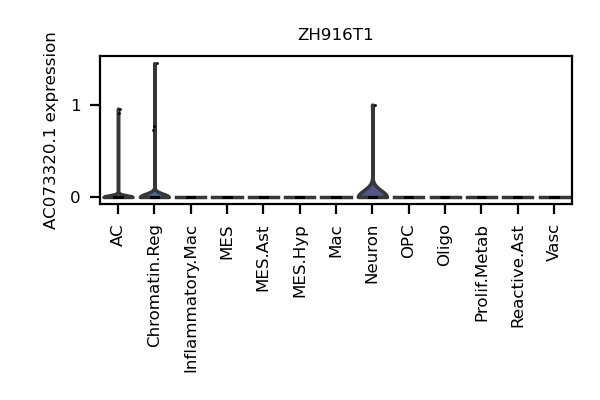 ZH916T1
AC073320.1 expression
1
0
AC
Chromatin.Reg
Inflammatory.Mac
MES
MES.Ast
MES.Hyp
Mac
Neuron
OPC
Oligo
Prolif.Metab
Reactive.Ast
Vasc